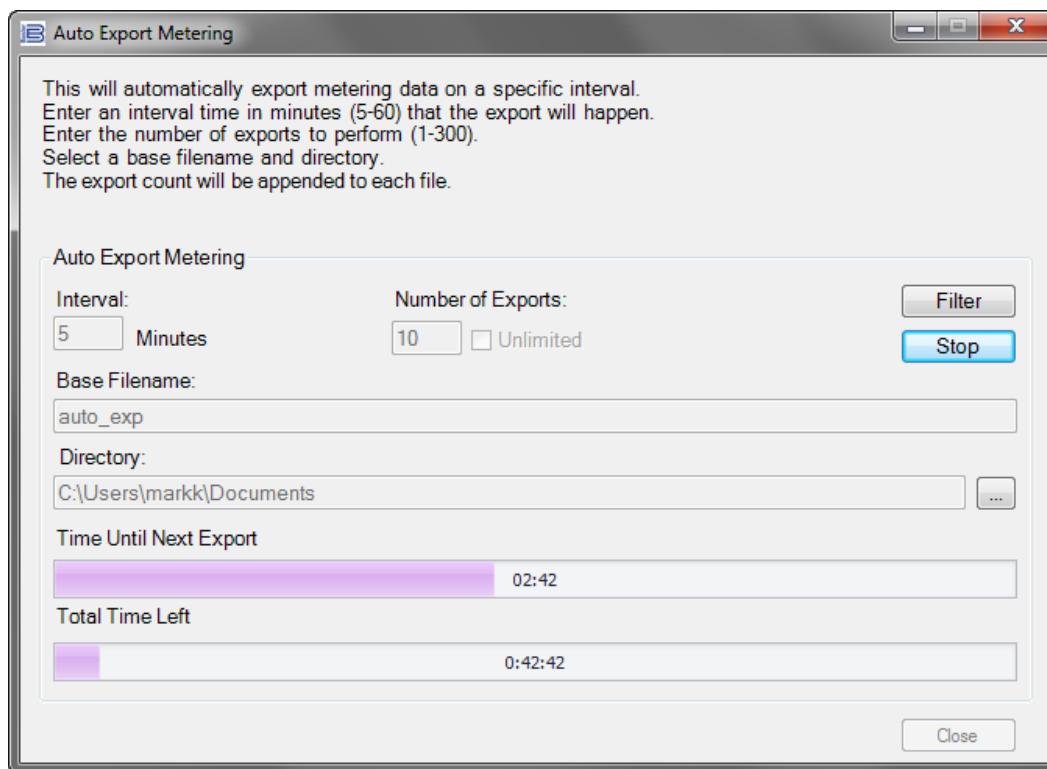 Auto Export Metering
This will automatically export metering data on a specific interval.
Enter an interval time in minutes (5-60) that the export will happen.
Enter the number of exports to perform (1-300).
Select a base filename and directory.
The export count will be appended to each file.
Auto Export Metering
Interval:
Number of Exports:
Filter
5 Minutes
10 Unlimited
Stop
Base Filename:
auto_exp
Directory:
C:\Users\markk\Documents
...
Time Until Next Export
02:42
Total Time Left
0:42:42
Close